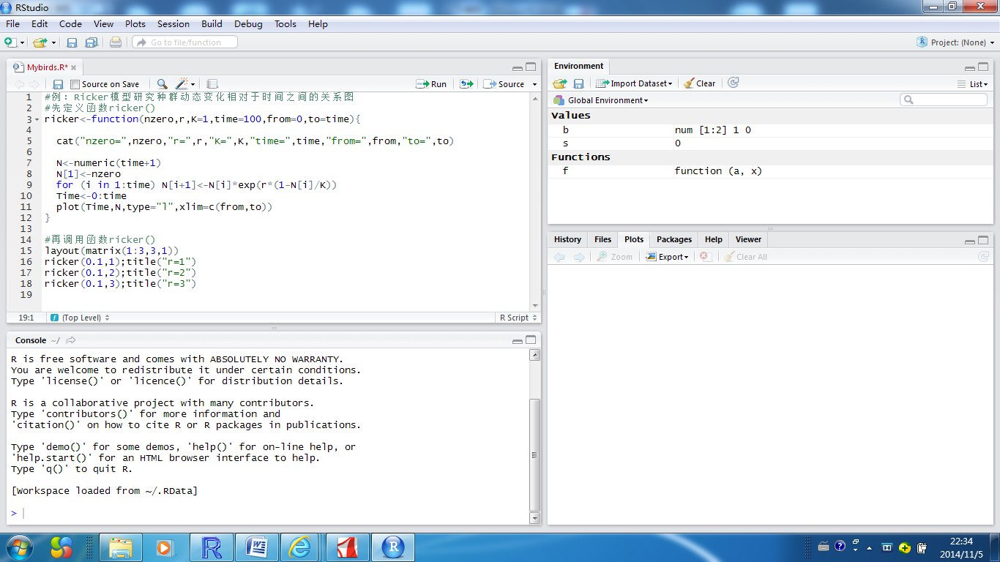 RStudio
File Edit Code View Plots Session Build Debug Tools Help
Go to file/function
Project: (None)
Mybirds.R*
Source on Save
Run
Source
1 #例：Ricker模型研究种群动态变化相对于时间之间的关系图
2 #先定义函数ricker()
3 ricker<-function(nzero,r,K=1,time=100,from=0,to=time){
4
5 cat("nzero=",nzero,"r=",r,"K=",K,"time=",time,"from=",from,"to=",to)
6
7 N<-numeric(time+1)
8 N[1]<-nzero
9 for (i in 1:time) N[i+1]<-N[i]*exp(r*(1-N[i]/K))
10 Time<-0:time
11 plot(Time,N,type="l",xlim=c(from,to))
12 }
13
14 #再调用函数ricker()
15 layout(matrix(1:3,3,1))
16 ricker(0.1,1);title("r=1")
17 ricker(0.1,2);title("r=2")
18 ricker(0.1,3);title("r=3")
19
19:1 (Top Level) R Script
Console ~/
R is free software and comes with ABSOLUTELY NO WARRANTY.
You are welcome to redistribute it under certain conditions.
Type 'license()' or 'licence()' for distribution details.
R is a collaborative project with many contributors.
Type 'contributors()' for more information and
'citation()' on how to cite R or R packages in publications.
Type 'demo()' for some demos, 'help()' for on-line help, or
'help.start()' for an HTML browser interface to help.
Type 'q()' to quit R.
[Workspace loaded from ~/.RData]
>
Environment
Import Dataset Clear List
Global Environment
Values
b num [1:2] 1 0
s 0
Functions
f function (a, x)
History Files Plots Packages Help Viewer
Zoom Export Clear All
22:34
2014/11/5